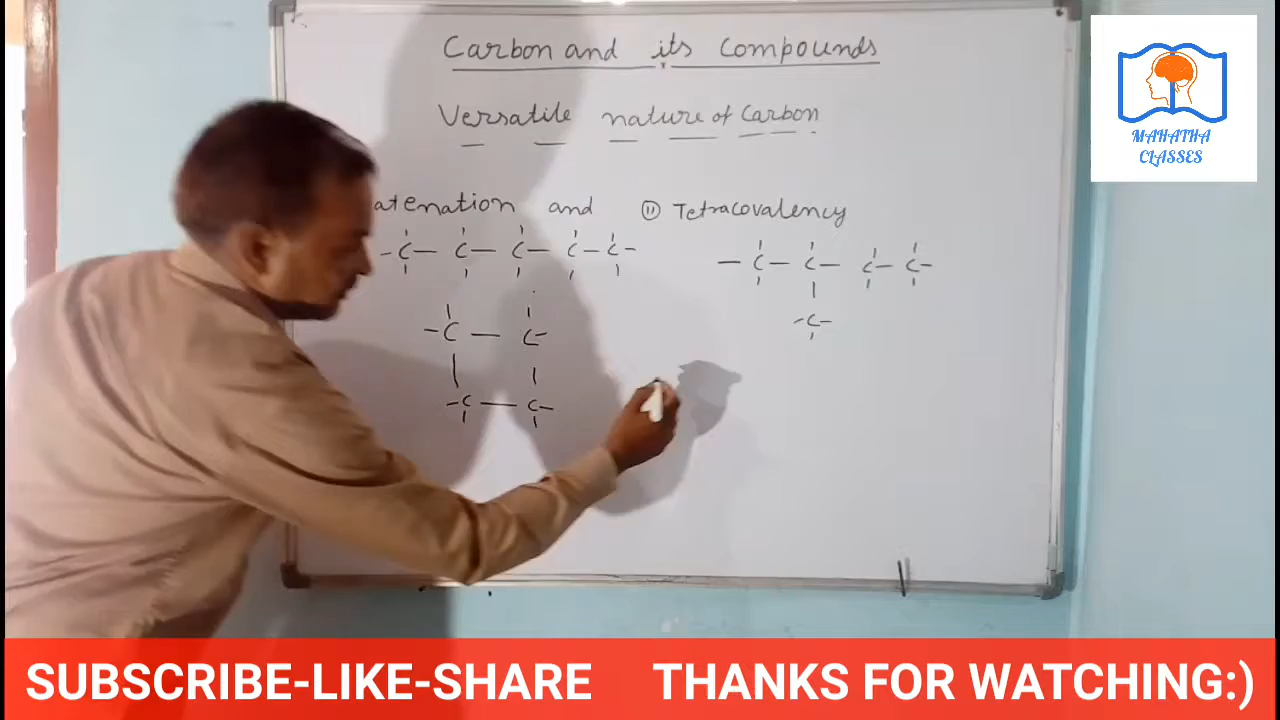 Carbon and its Compounds
Versatile nature of Carbon
atenation and (II) Tetracovalency
-C-C-C-C-C-
-C-C-C-C-
-C-
-C-C-
-C-C-
MAHATHA
CLASSES
SUBSCRIBE-LIKE-SHARE THANKS FOR WATCHING:)